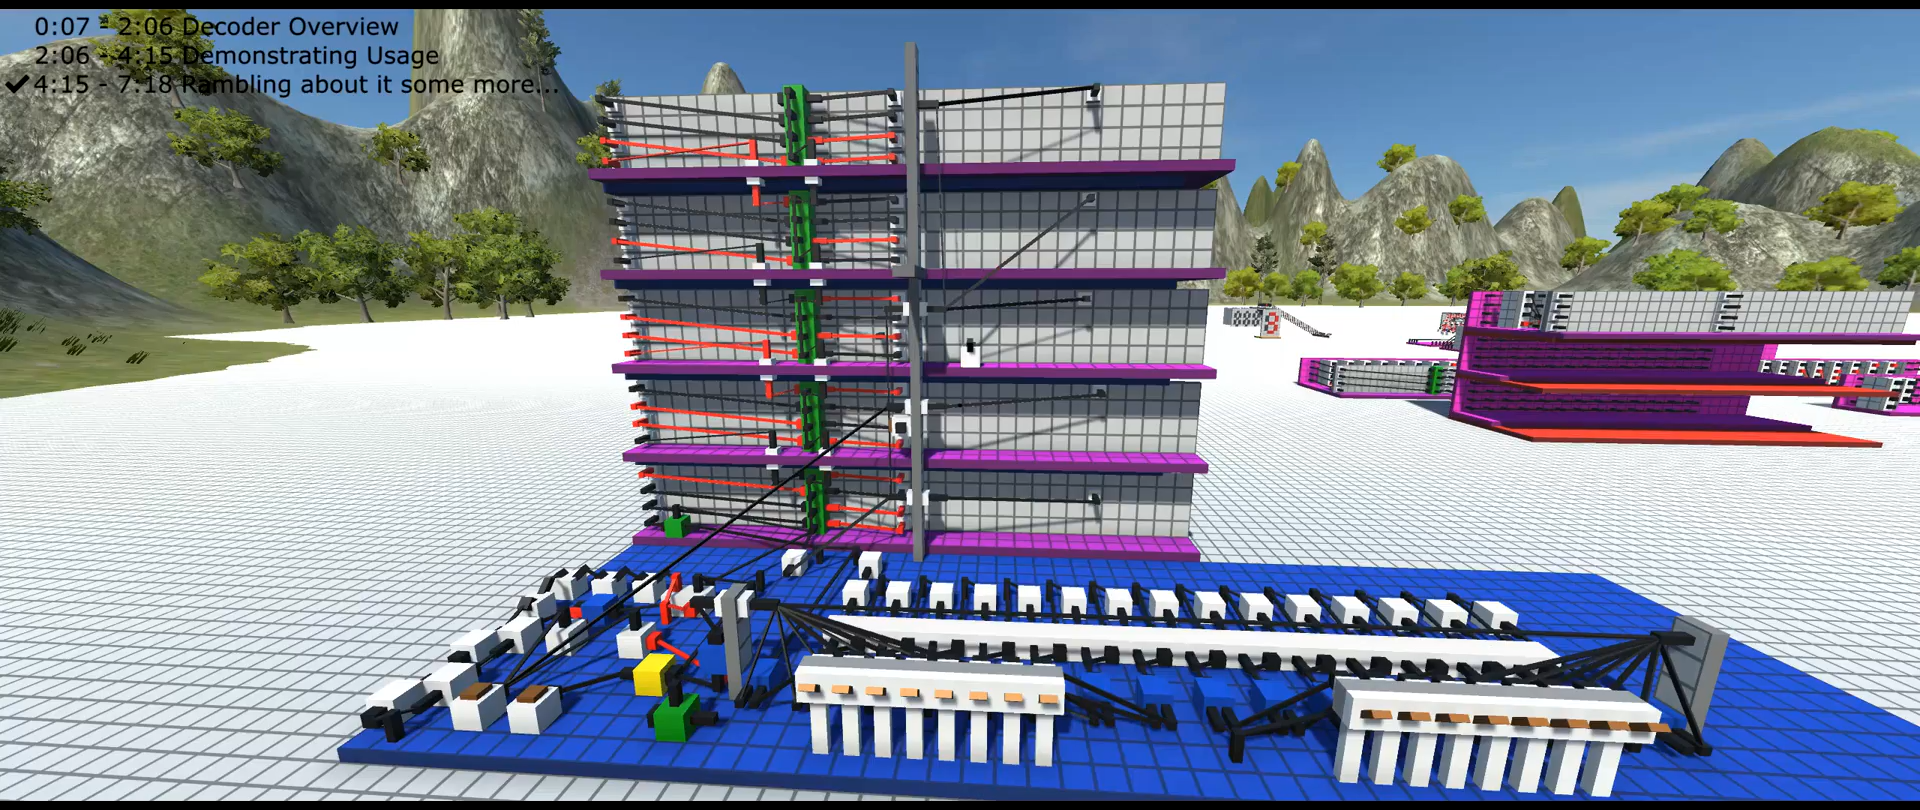 0:07 - 2:06 Decoder Overview
2:06 - 4:15 Demonstrating Usage
✔4:15 - 7:18 Rambling about it some more...